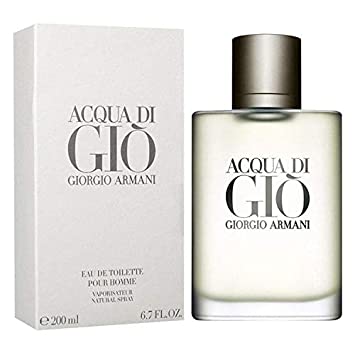 ACQUA DI
GIÒ
GIORGIO ARMANI
EAU DE TOILETTE
POUR HOMME
VAPORISATEUR
NATURAL SPRAY
℮ 200 ml 6.7 FL.OZ.
ACQUA DI
GIÒ
GIORGIO ARMANI